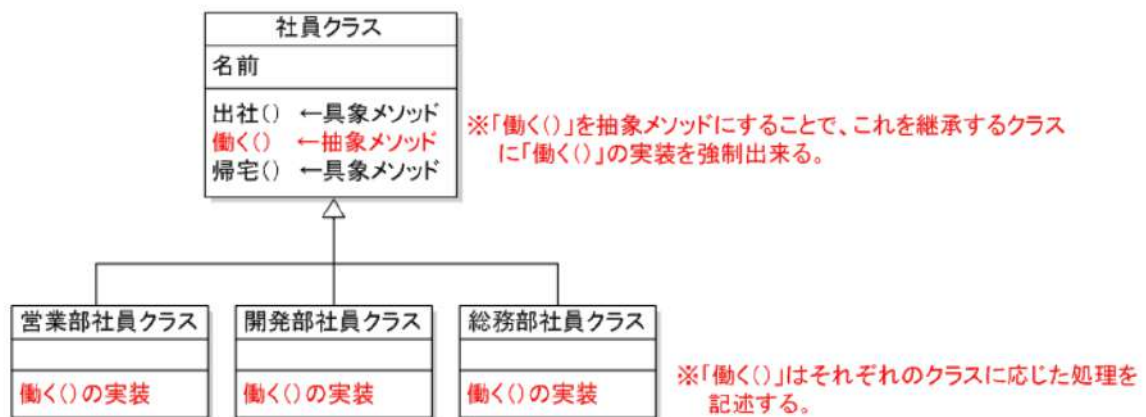 社員クラス
名前
出社() ←具象メソッド
働く() ←抽象メソッド
帰宅() ←具象メソッド
※「働く()」を抽象メソッドにすることで、これを継承するクラス
に「働く()」の実装を強制出来る。
営業部社員クラス
働く()の実装
開発部社員クラス
働く()の実装
総務部社員クラス
働く()の実装
※「働く()」はそれぞれのクラスに応じた処理を
記述する。